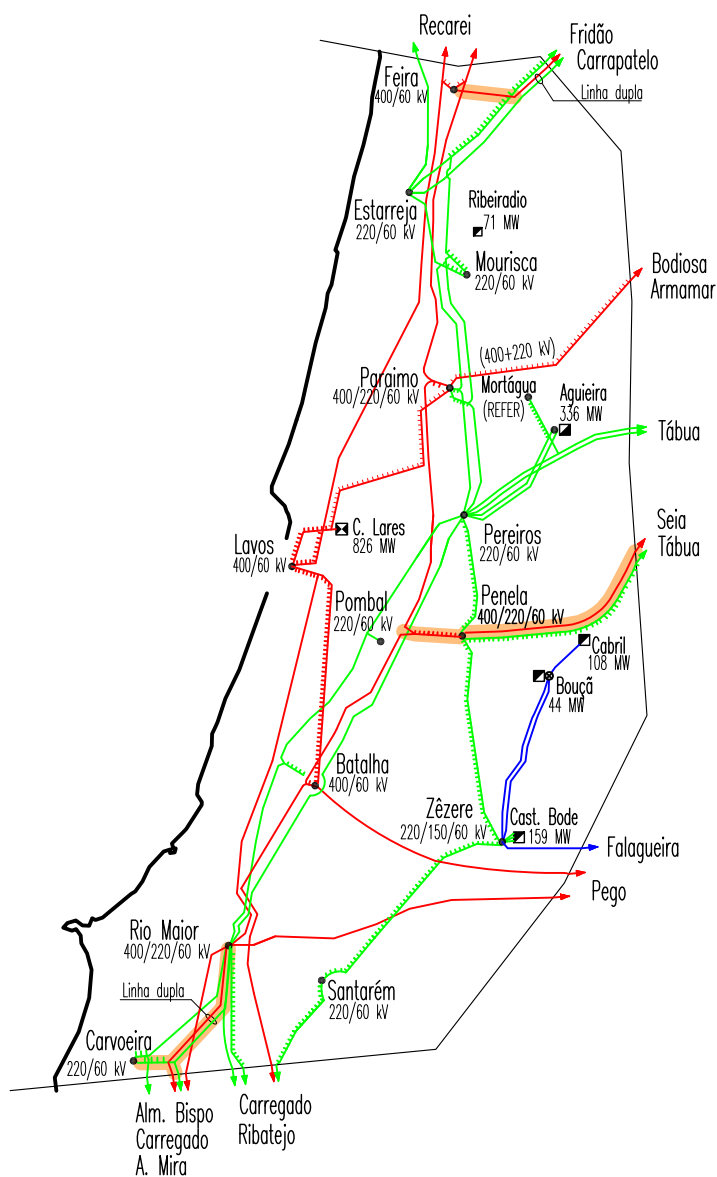 Recarei
Fridão
Carrapatelo
Feira
400/60 kV
Linha dupla
Ribeiradio
71 MW
Estarreja
220/60 kV
Mourisca
220/60 kV
Bodiosa
Armamar
(400+220 kV)
Paraimo
400/220/60 kV
Mortágua
(REFER)
Aguieira
336 MW
Tábua
C. Lares
826 MW
Pereiros
220/60 kV
Seia
Tábua
Lavos
400/60 kV
Pombal
220/60 kV
Penela
400/220/60 kV
Cabril
108 MW
Bouçã
44 MW
Batalha
400/60 kV
Zêzere
220/150/60 kV
Cast. Bode
159 MW
Falagueira
Pego
Rio Maior
400/220/60 kV
Linha dupla
Santarém
220/60 kV
Carvoeira
220/60 kV
Alm. Bispo
Carregado
A. Mira
Carregado
Ribatejo